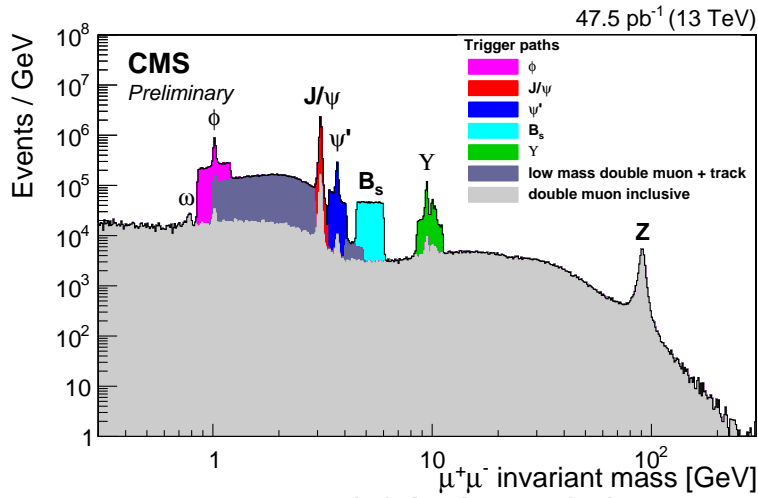 47.5 pb⁻¹ (13 TeV)
Events / GeV
10⁸
10⁷
10⁶
10⁵
10⁴
10³
10²
10
1
CMS
Preliminary
Trigger paths
ϕ
J/ψ
ψ'
Bₛ
ϒ
low mass double muon + track
double muon inclusive
ω
ϕ
J/ψ
ψ'
Bₛ
ϒ
Z
1 10 10²
μ⁺μ⁻ invariant mass [GeV]